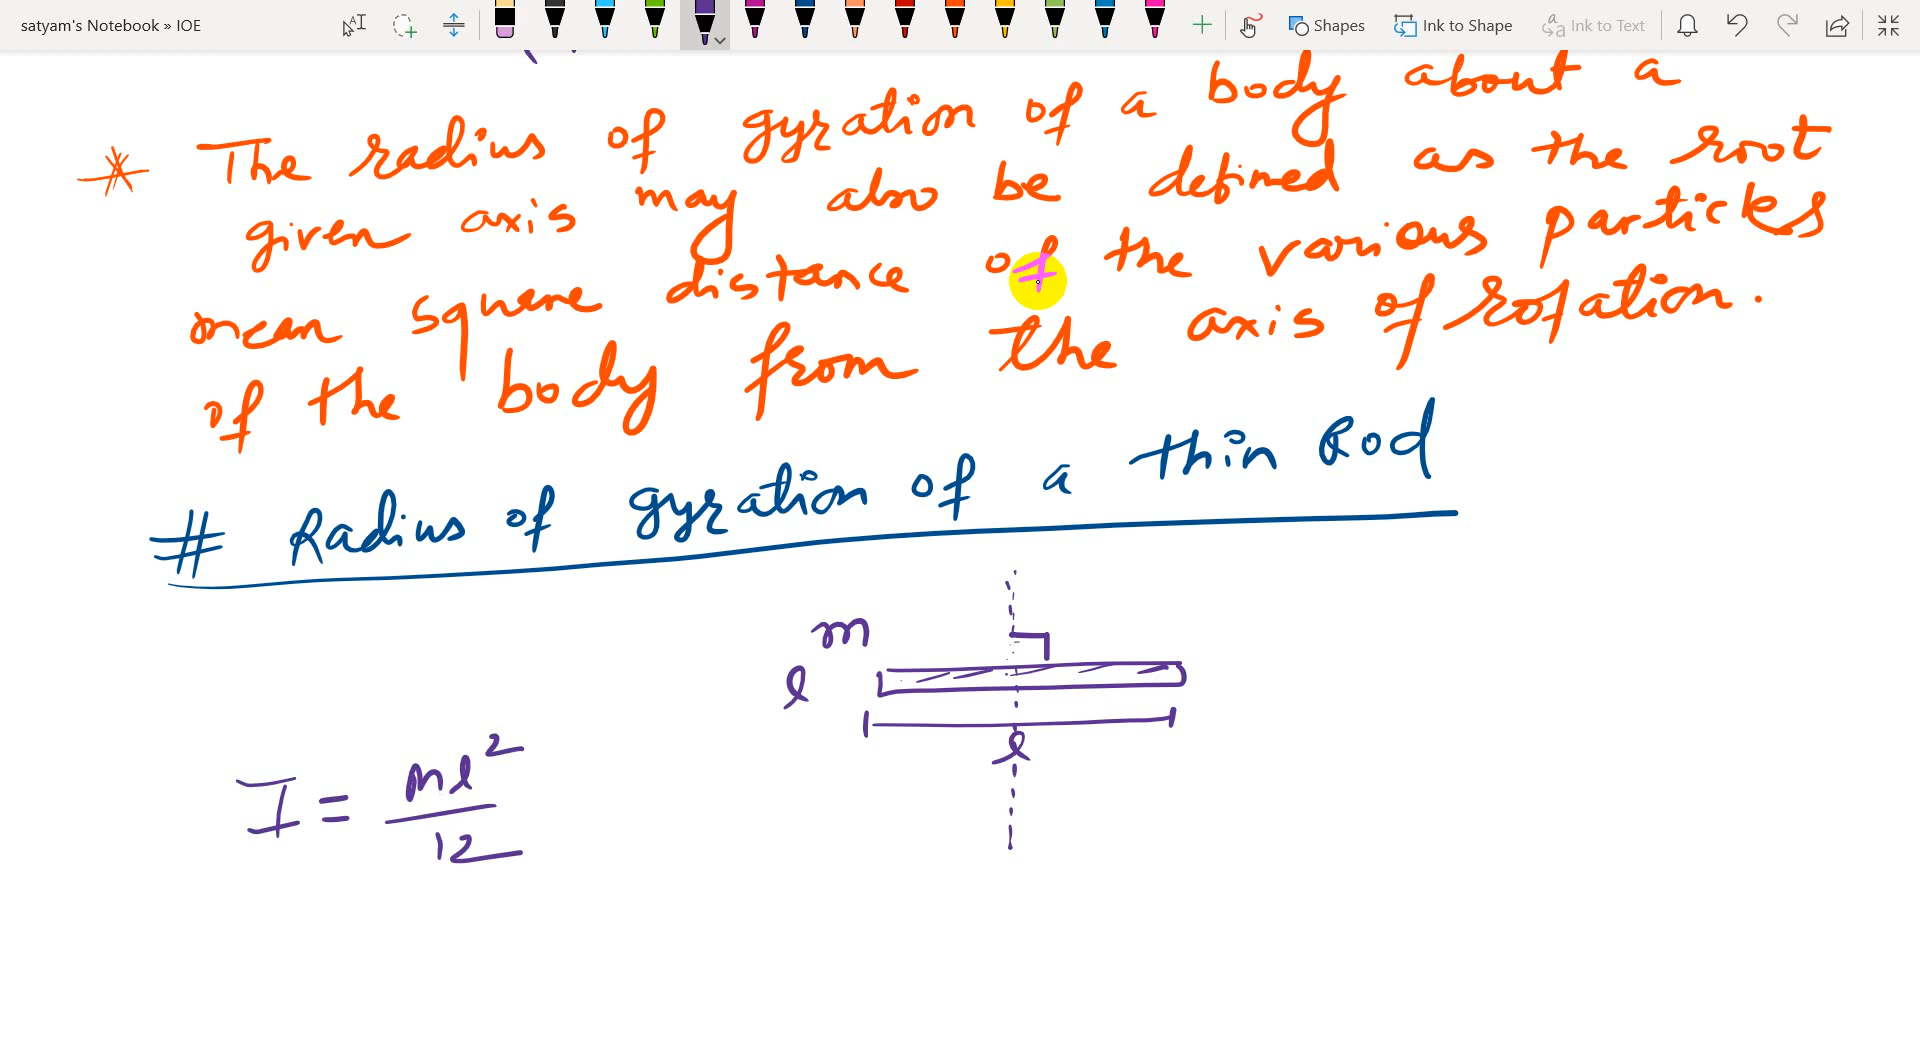 satyam's Notebook » IOE
Shapes
Ink to Shape
Ink to Text
* The radius of gyration of a body about a
given axis may also be defined as the root
mean square distance of the various particles
of the body from the axis of rotation.
# Radius of gyration of a thin Rod
m
l
l
I = ml²/12